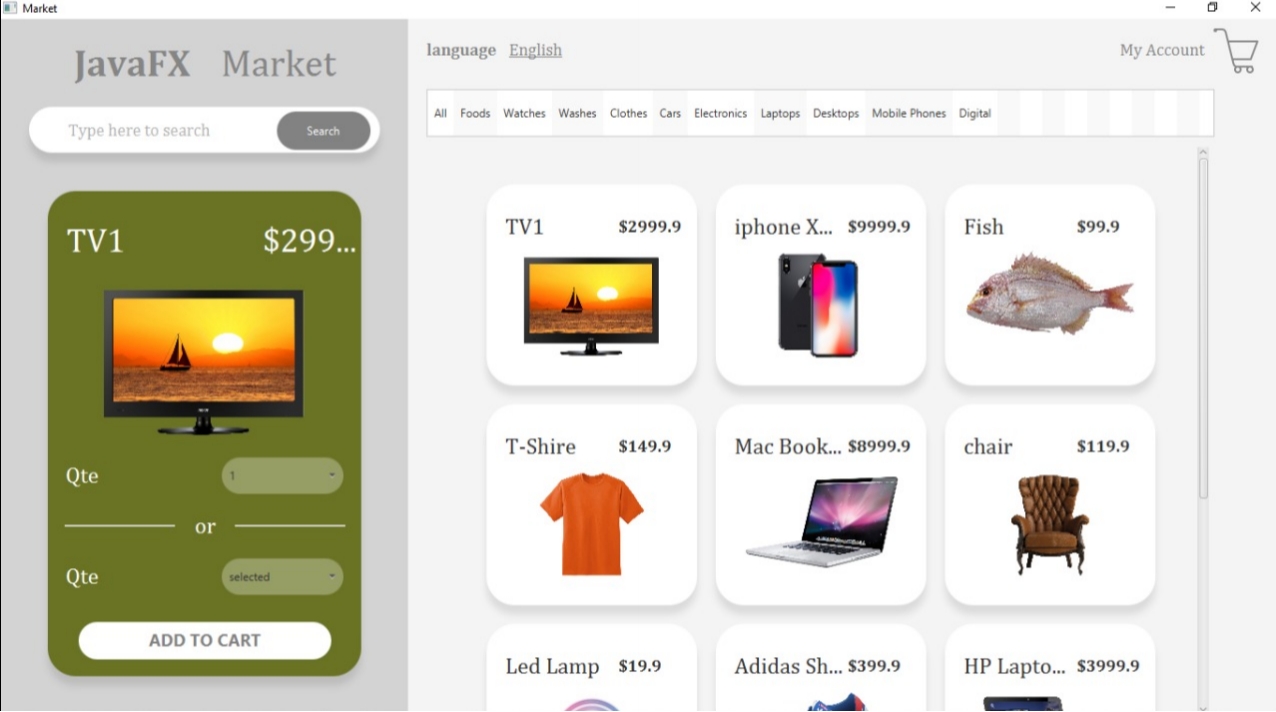 Market
JavaFX Market
Type here to search Search
TV1 $299...
Qte 1
or
Qte selected
ADD TO CART
language English My Account
All Foods Watches Washes Clothes Cars Electronics Laptops Desktops Mobile Phones Digital
TV1 $2999.9 iphone X... $9999.9 Fish $99.9
T-Shire $149.9 Mac Book... $8999.9 chair $119.9
Led Lamp $19.9 Adidas Sh... $399.9 HP Lapto... $3999.9